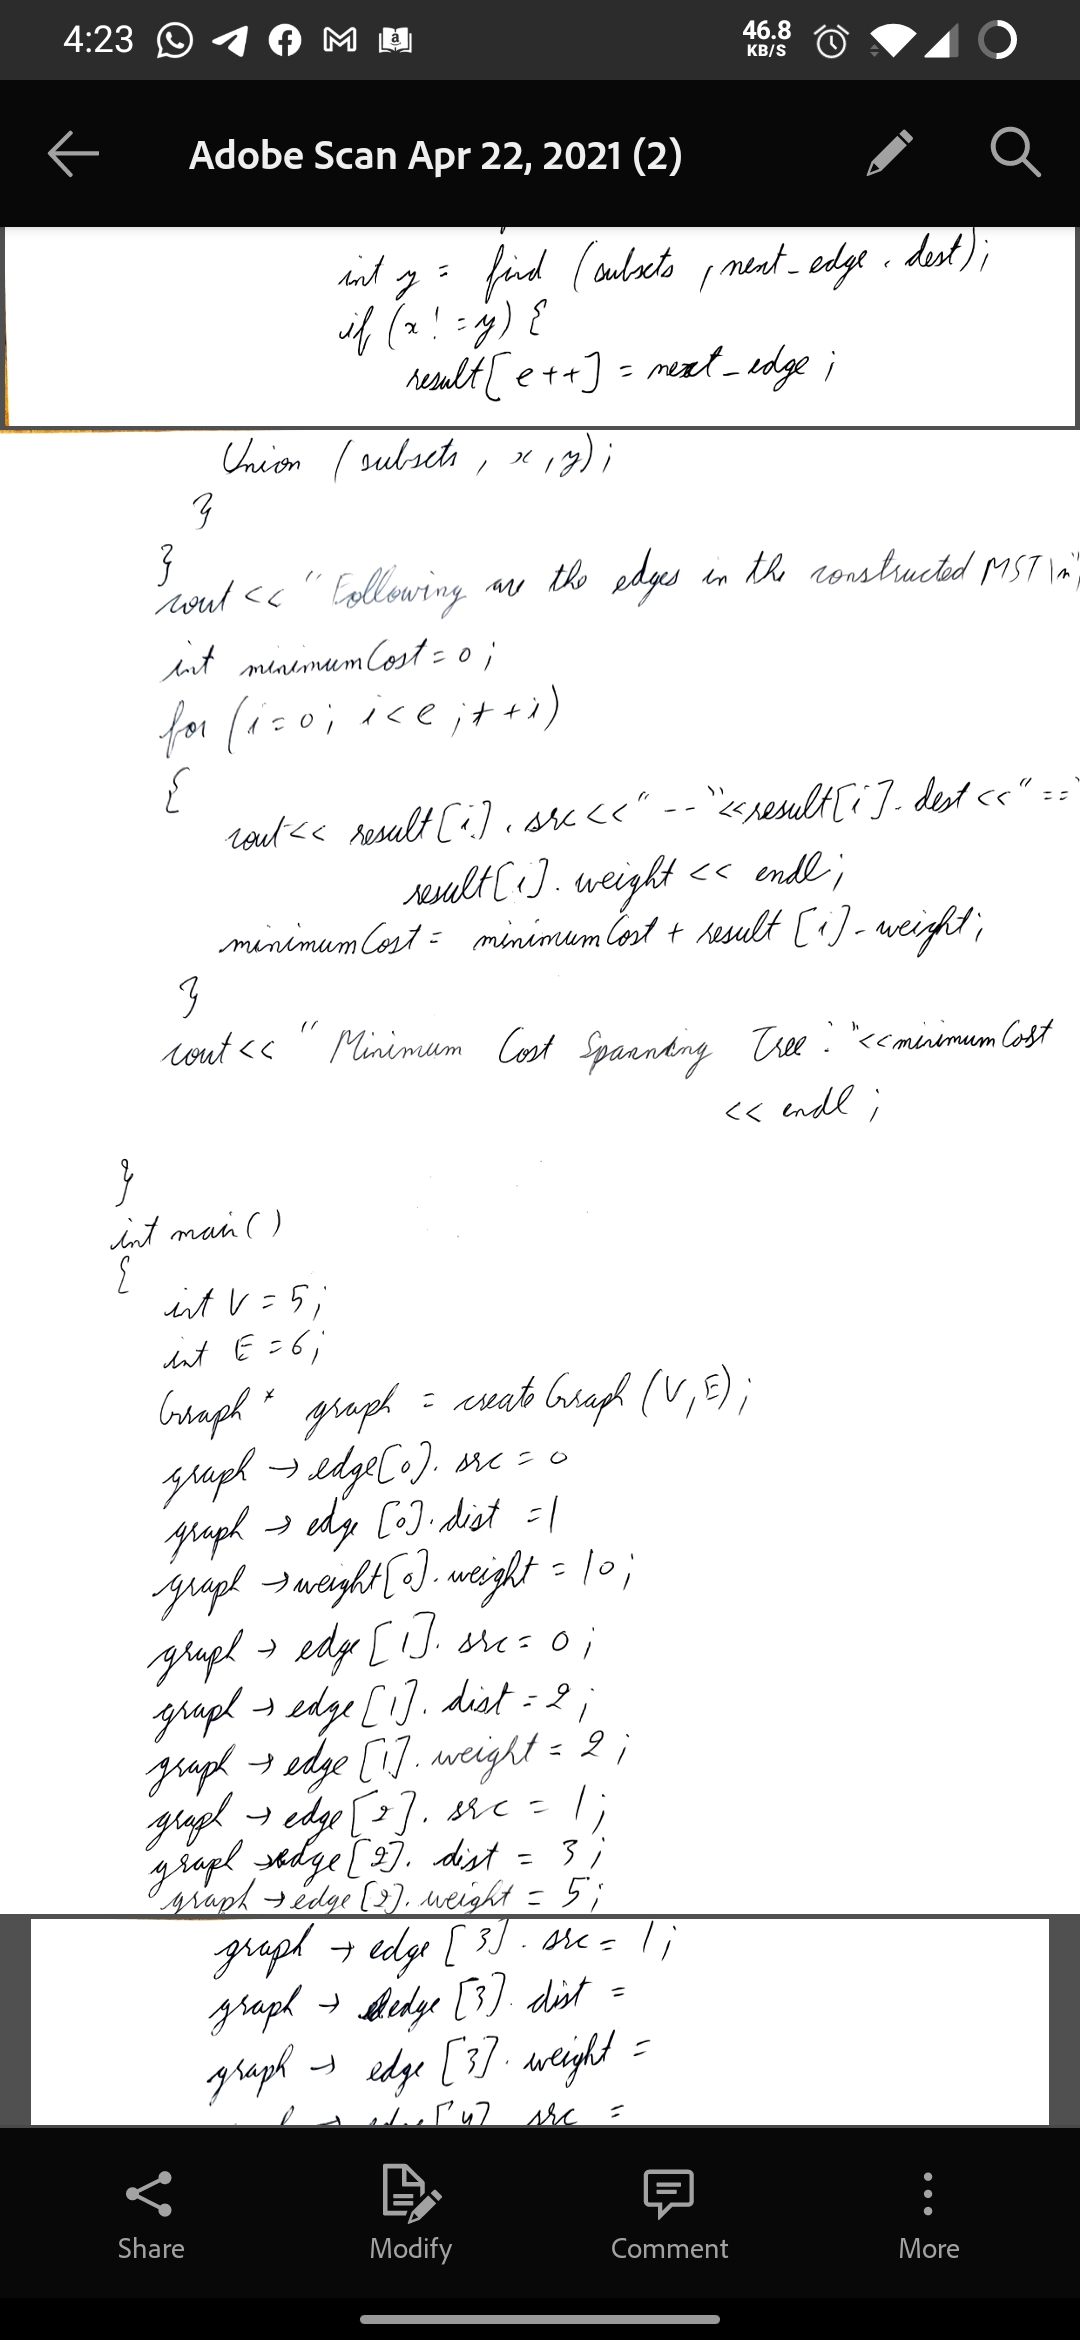 4:23
46.8 KB/S
Adobe Scan Apr 22, 2021 (2)
int y = find (subsets , next_edge . dest);
if (x! =y) {
result[ e++] = next_edge ;
Union ( subsets , x ,y);
}
}
cout << "Following are the edges in the constructed MST\n"
int minimumCost = 0 ;
for (i=0; i<e ;++i)
{
cout<< result[i] . src<<" -- "<<result[i]. dest <<" ==
result[i]. weight << endl;
minimumCost = minimumCost + result [i].weight;
}
cout<< " Minimum Cost Spanning Tree : "<<minimumCost
<< endl ;
}
int main( )
{
int V = 5 ;
int E = 6 ;
Graph * graph = createGraph (V,E) ;
graph → edge[0]. src = 0
graph → edge [0]. dist = 1
graph → weight[0]. weight = 10 ;
graph → edge [1]. src = 0 ;
graph → edge [1]. dist = 2 ;
graph → edge [1]. weight = 2 ;
graph → edge [2]. src = 1 ;
graph → edge [2]. dist = 3 ;
graph → edge [2]. weight = 5 ;
graph → edge [3] . src = 1 ;
graph → edge [3]. dist =
graph → edge [3]. weight =
src =
Share Modify Comment More